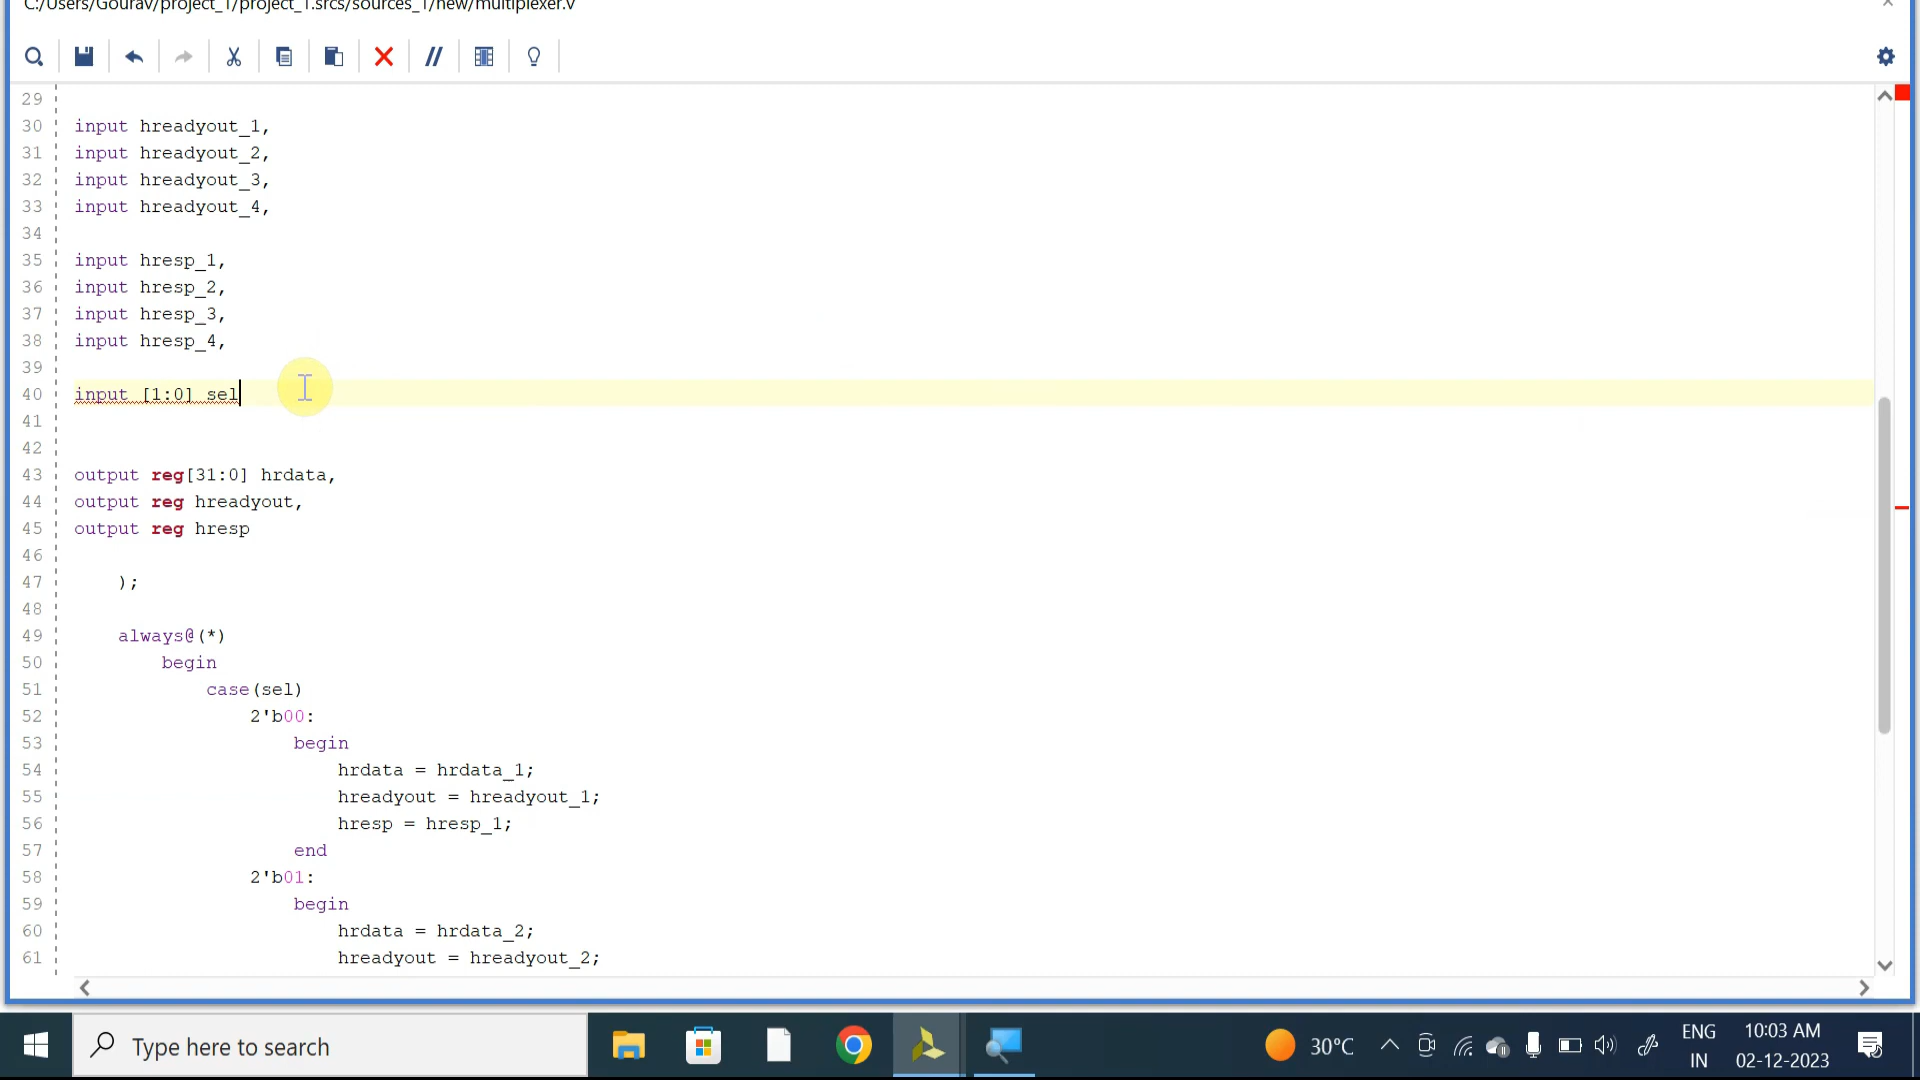 C:/Users/Gourav/project_1/project_1.srcs/sources_1/new/multiplexer.v
29
30 input hreadyout_1,
31 input hreadyout_2,
32 input hreadyout_3,
33 input hreadyout_4,
34
35 input hresp_1,
36 input hresp_2,
37 input hresp_3,
38 input hresp_4,
39
40 input [1:0] sel
41
42
43 output reg[31:0] hrdata,
44 output reg hreadyout,
45 output reg hresp
46
47 );
48
49 always@(*)
50 begin
51 case(sel)
52 2'b00:
53 begin
54 hrdata = hrdata_1;
55 hreadyout = hreadyout_1;
56 hresp = hresp_1;
57 end
58 2'b01:
59 begin
60 hrdata = hrdata_2;
61 hreadyout = hreadyout_2;
Type here to search
30°C
ENG
IN
10:03 AM
02-12-2023